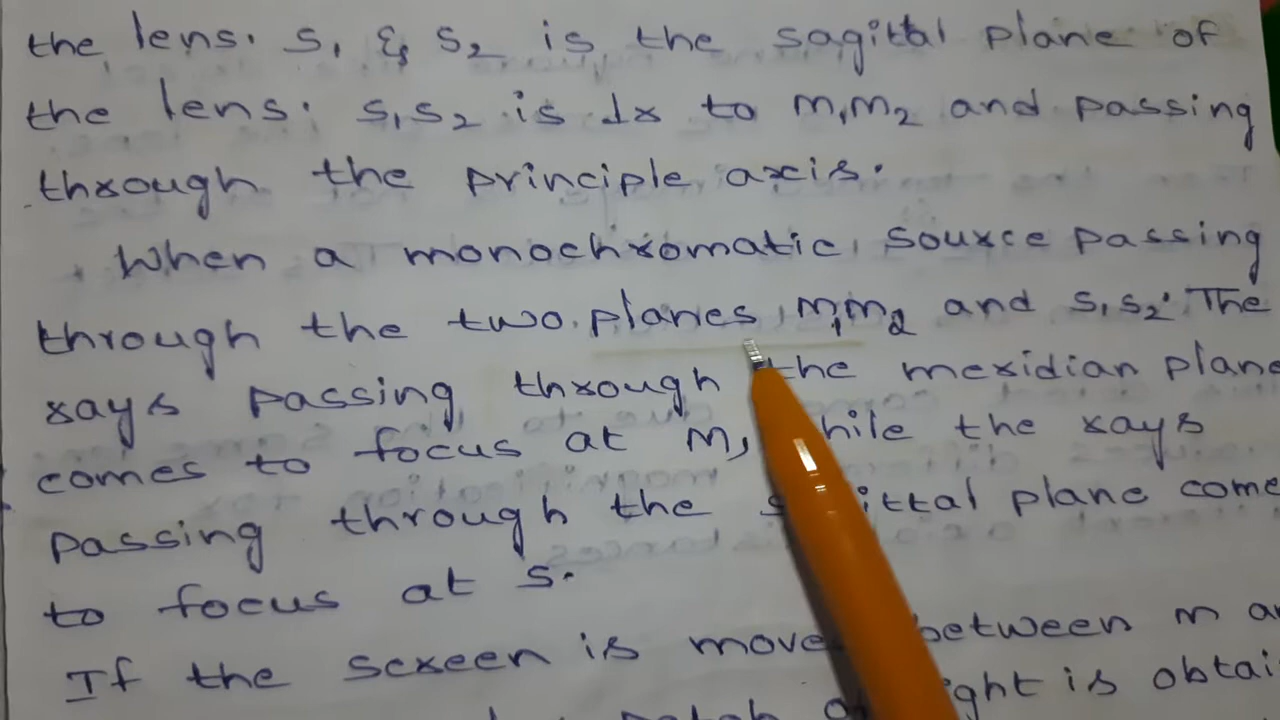 the lens. S₁ & S₂ is the sagital plane of
the lens. S₁S₂ is ⊥r to M₁M₂ and passing
through the principle axis.
When a monochromatic source passing
through the two planes M₁M₂ and S₁S₂. The
rays passing through the meridian plane
comes to focus at M, while the rays
passing through the sagittal plane come
to focus at S.
If the screen is moved between M
patch of light is